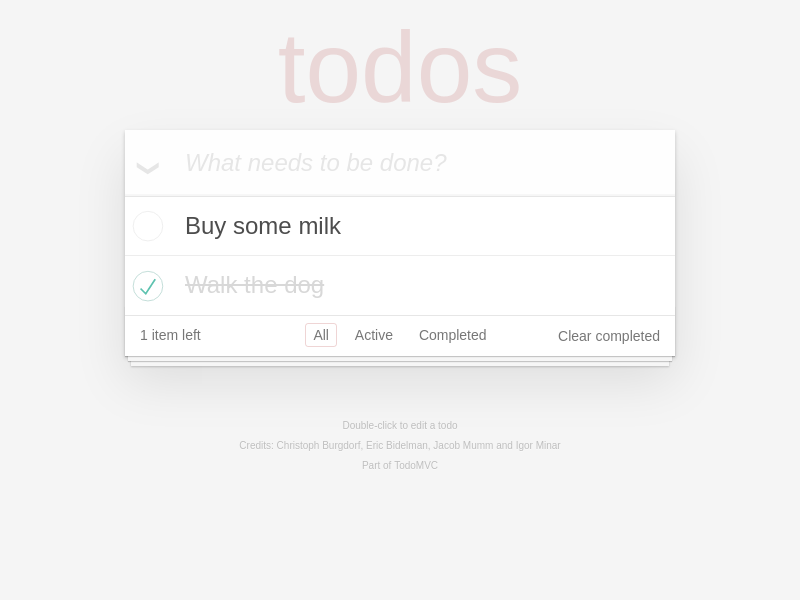 todos
What needs to be done?
Buy some milk
Walk the dog
1 item left
All
Active
Completed
Clear completed
Double-click to edit a todo
Credits: Christoph Burgdorf, Eric Bidelman, Jacob Mumm and Igor Minar
Part of TodoMVC